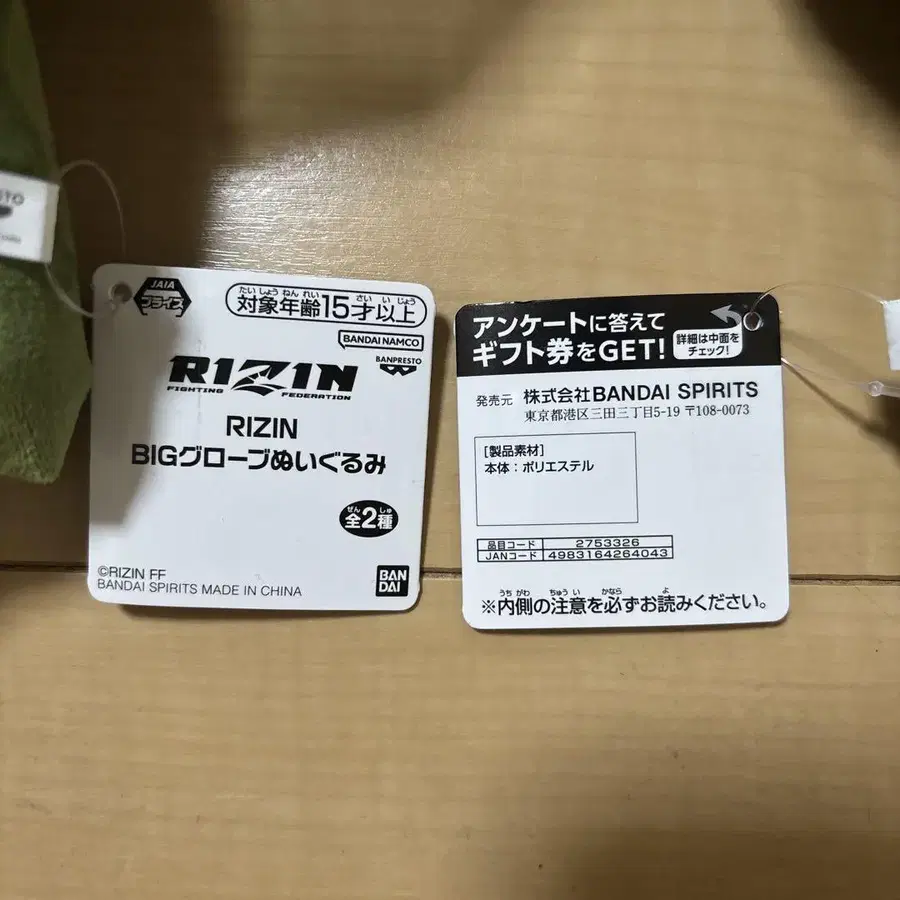 JAIA
プライズ
たいしょうねんれい さい いじょう
対象年齢15才以上
BANDAI NAMCO
BANPRESTO
RIZIN
FIGHTING FEDERATION
RIZIN
BIGグローブぬいぐるみ
ぜん しゅ
全2種
©RIZIN FF
BANDAI SPIRITS MADE IN CHINA
BAN
DAI
アンケートに答えて
ギフト券をGET!
詳細は中面を
チェック!
発売元 株式会社BANDAI SPIRITS
東京都港区三田三丁目5-19 〒108-0073
[製品素材]
本体:ポリエステル
品目コード 2753326
JANコード 4983164264043
うちがわ ちゅうい かなら よ
※内側の注意を必ずお読みください。